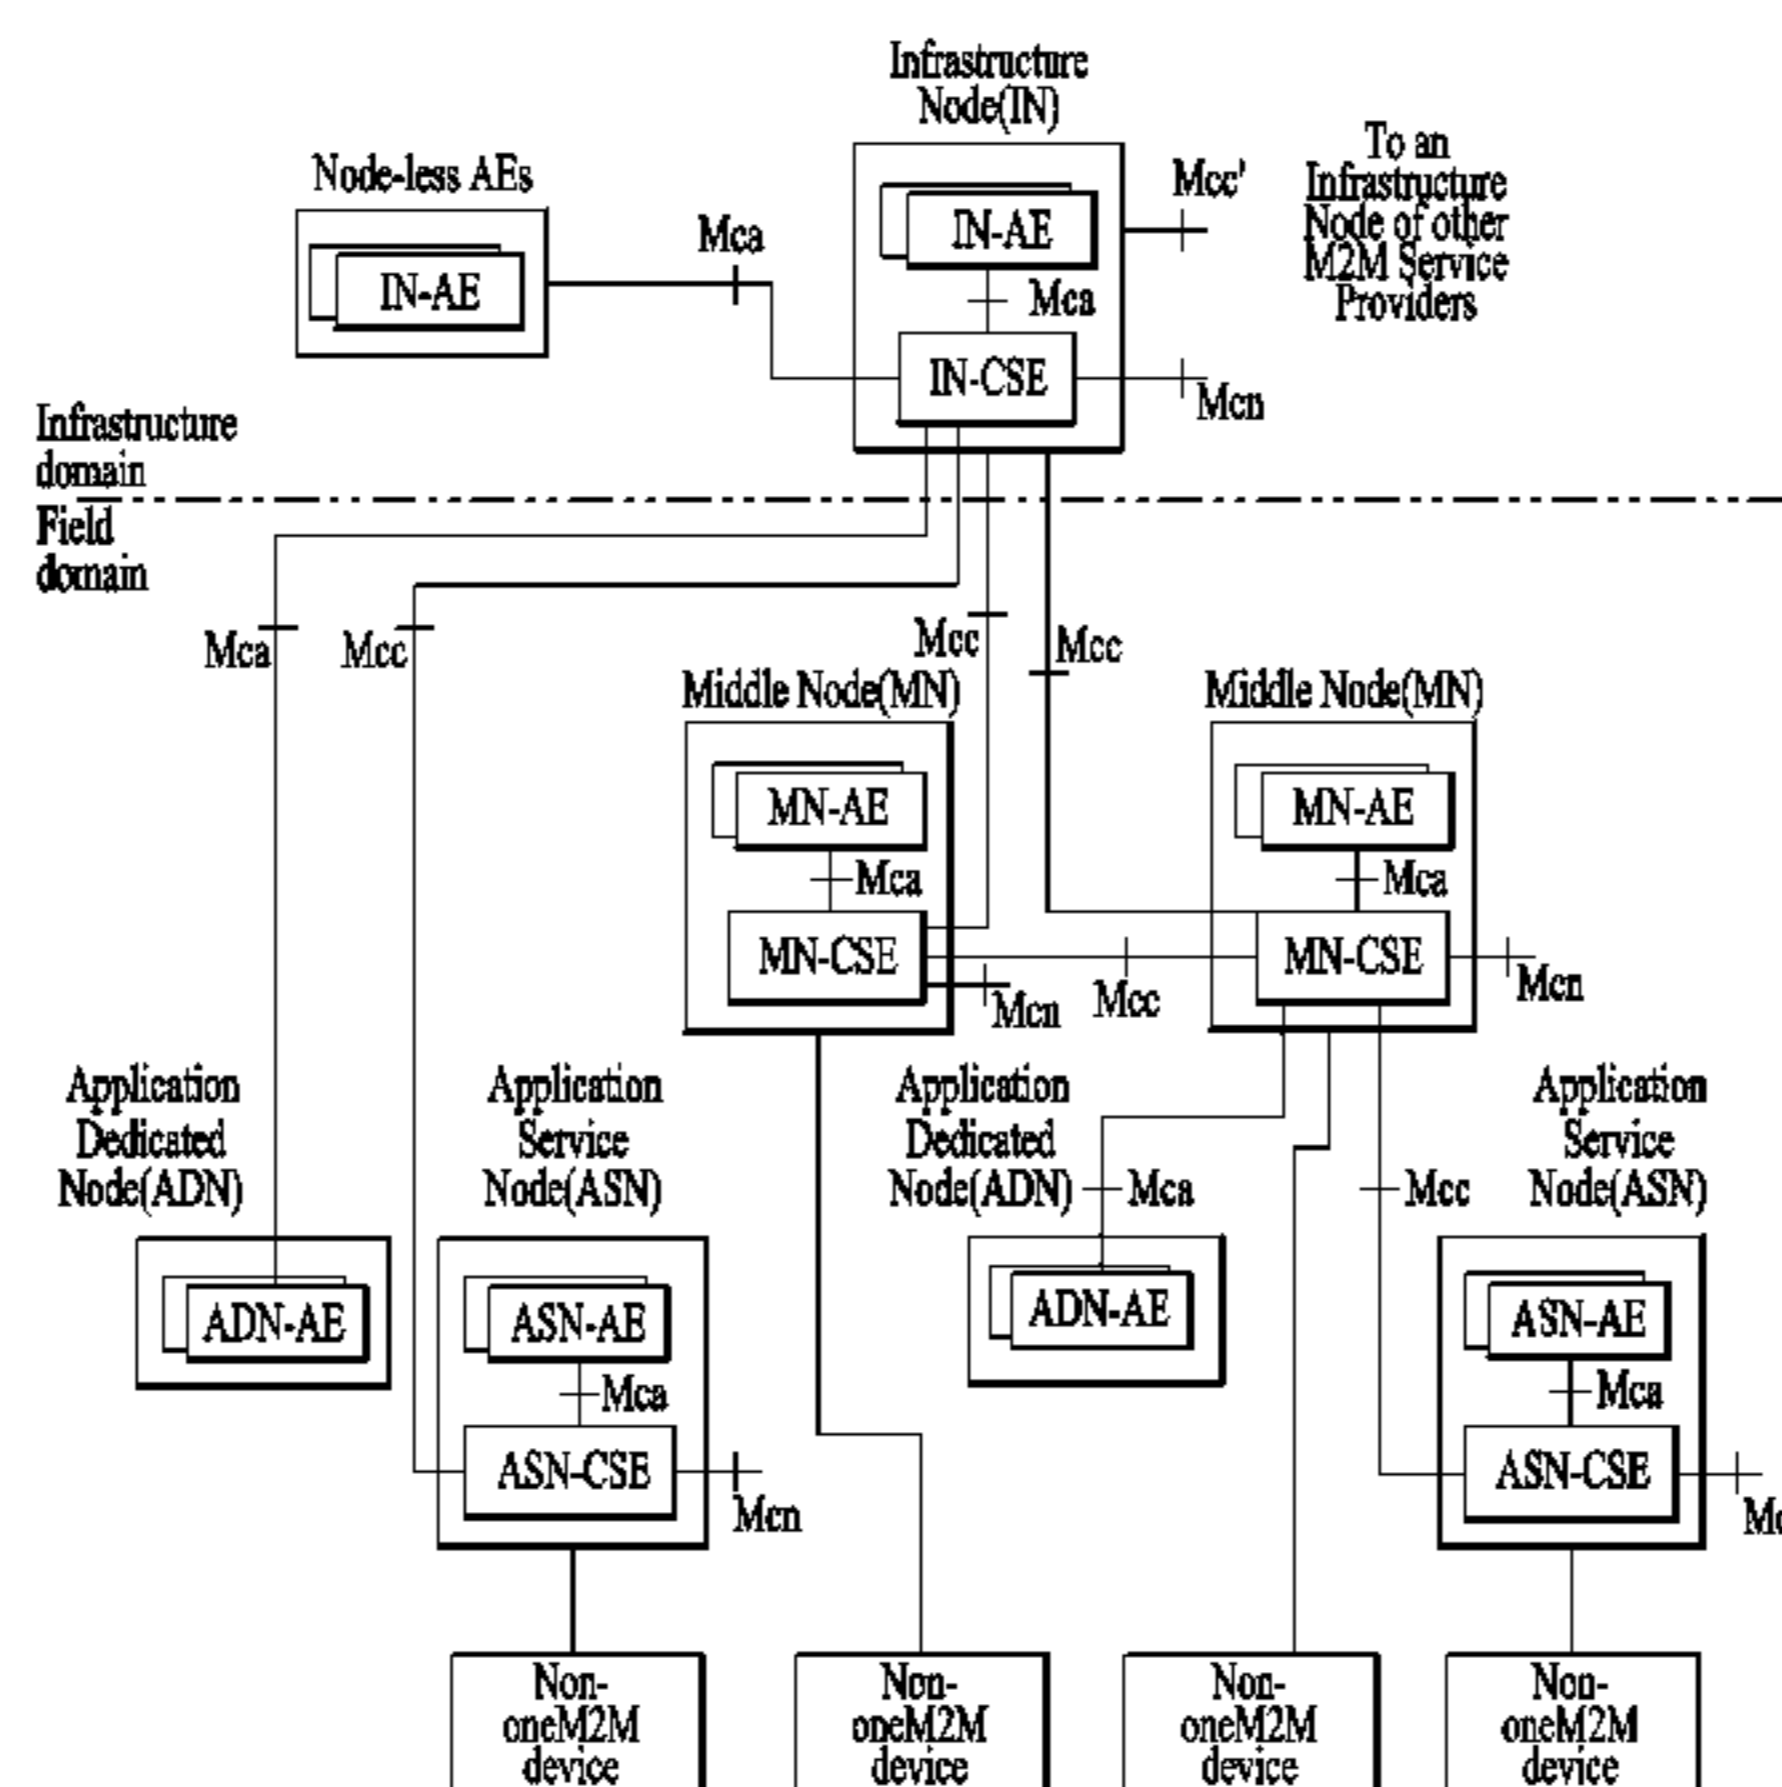 Infrastructure
Node(IN)
Node-less AEs
IN-AE
Mca
IN-AE
Mca
IN-CSE
Mcc'
To an
Infrastructure
Node of other
M2M Service
Providers
Mcn
Infrastructure
domain
Field
domain
Mca
Mcc
Mcc
Mcc
Middle Node(MN)
MN-AE
Mca
MN-CSE
Mcn
Mcc
Middle Node(MN)
MN-AE
Mca
MN-CSE
Mcn
Application
Dedicated
Node(ADN)
ADN-AE
Application
Service
Node(ASN)
ASN-AE
Mca
ASN-CSE
Mcn
Application
Dedicated
Node(ADN)
Mca
ADN-AE
Mcc
Application
Service
Node(ASN)
ASN-AE
Mca
ASN-CSE
Non-
oneM2M
device
Non-
oneM2M
device
Non-
oneM2M
device
Non-
oneM2M
device